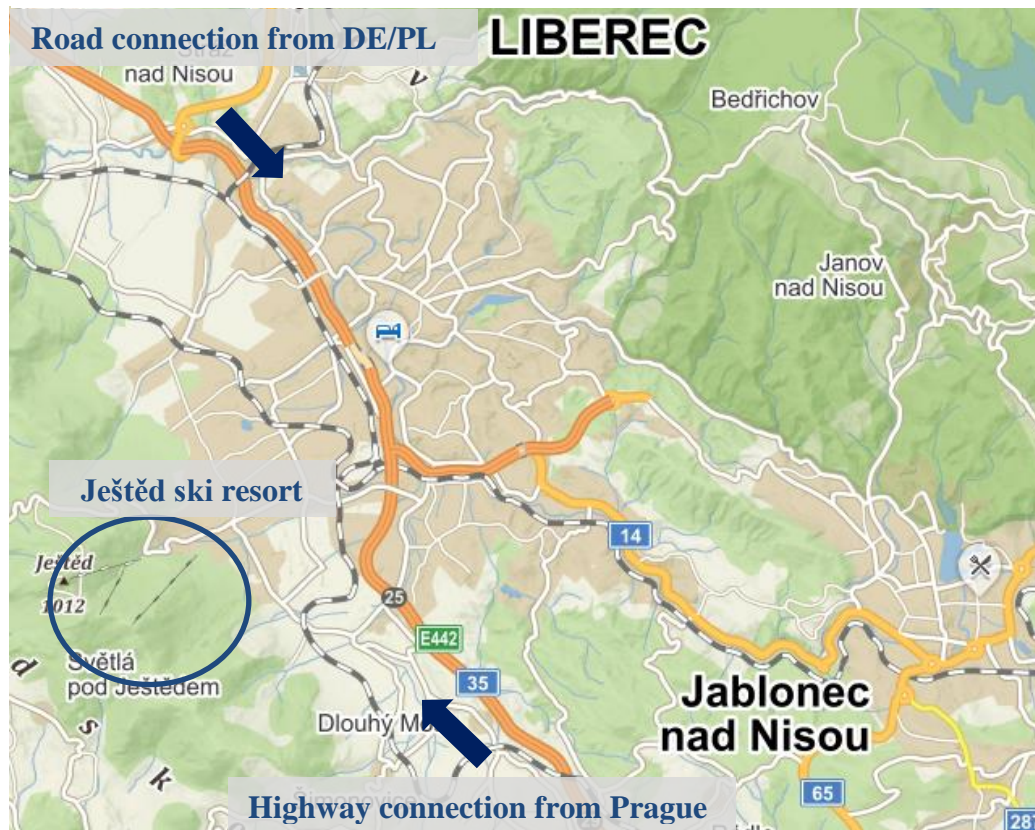 Road connection from DE/PL
LIBEREC
nad Nisou
Bedřichov
Janov
nad Nisou
Ještěd ski resort
14
Ještěd
1012
25
E442
Světlá
pod Ještědem
35
Jablonec
nad Nisou
Dlouhý
65
28
Highway connection from Prague